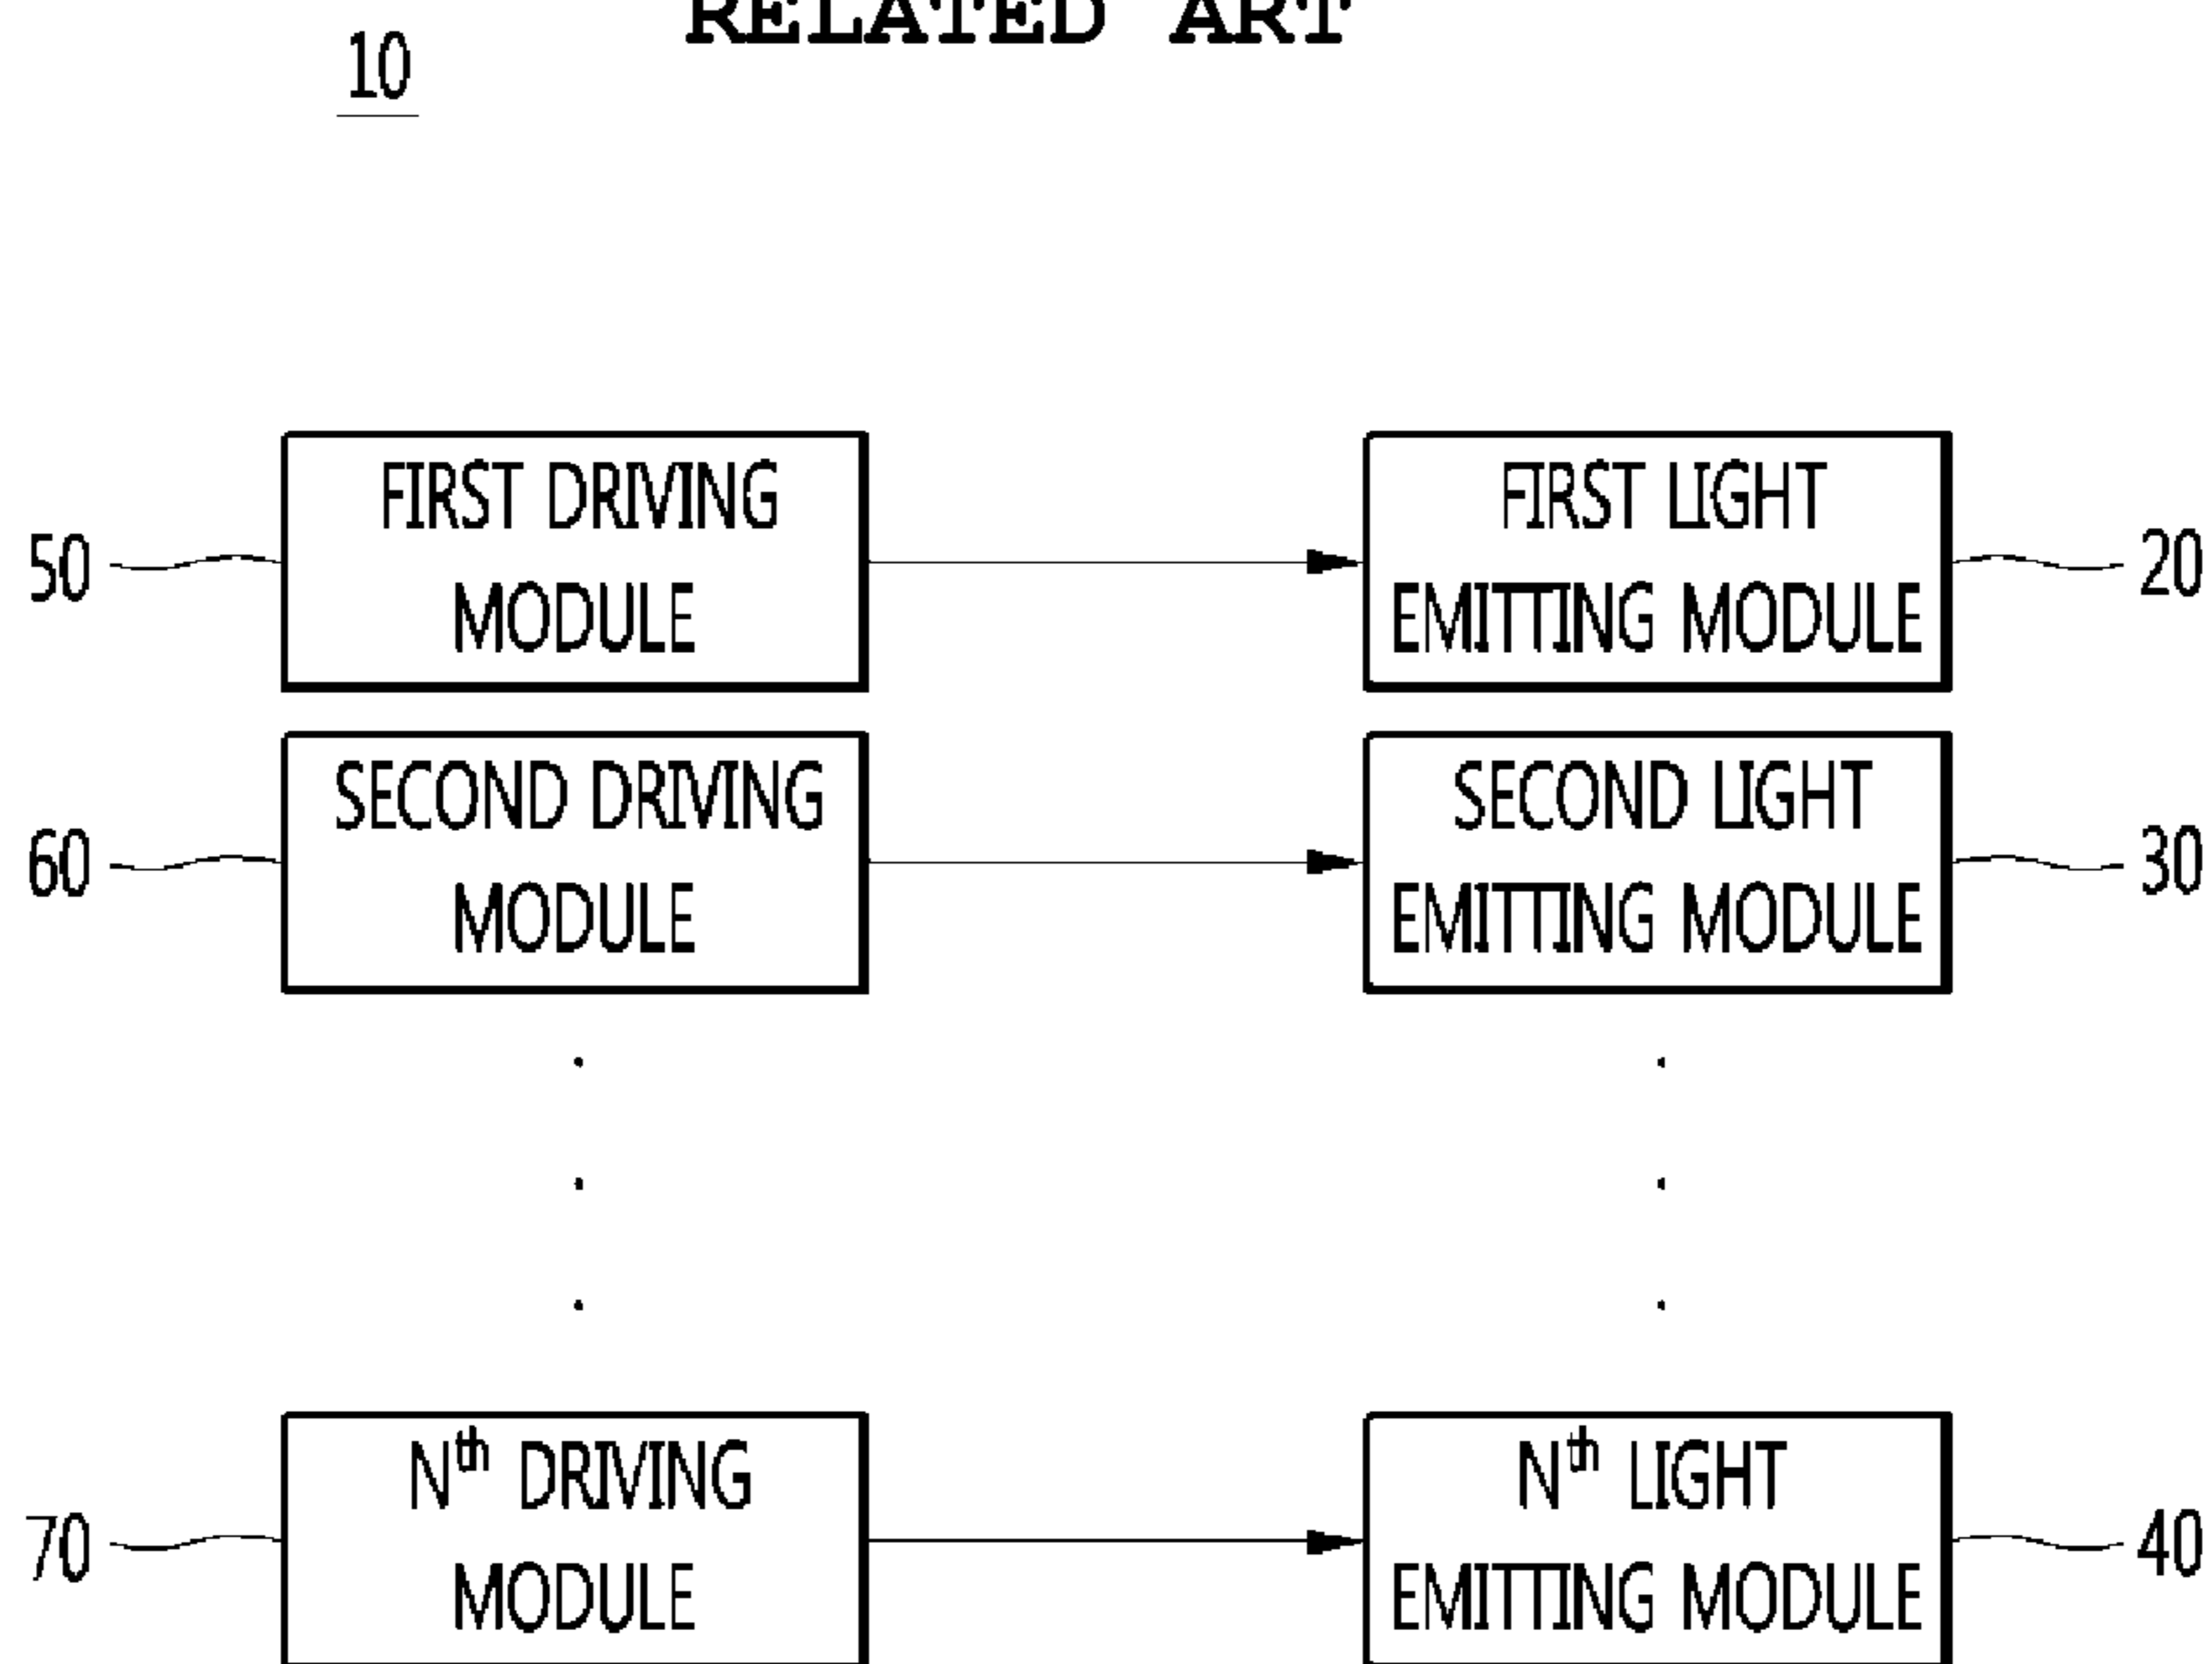 RELATED ART
10
FIRST DRIVING
MODULE
FIRST LIGHT
EMITTING MODULE
50
20
SECOND DRIVING
MODULE
SECOND LIGHT
EMITTING MODULE
60
30
Nth DRIVING
MODULE
Nth LIGHT
EMITTING MODULE
70
40